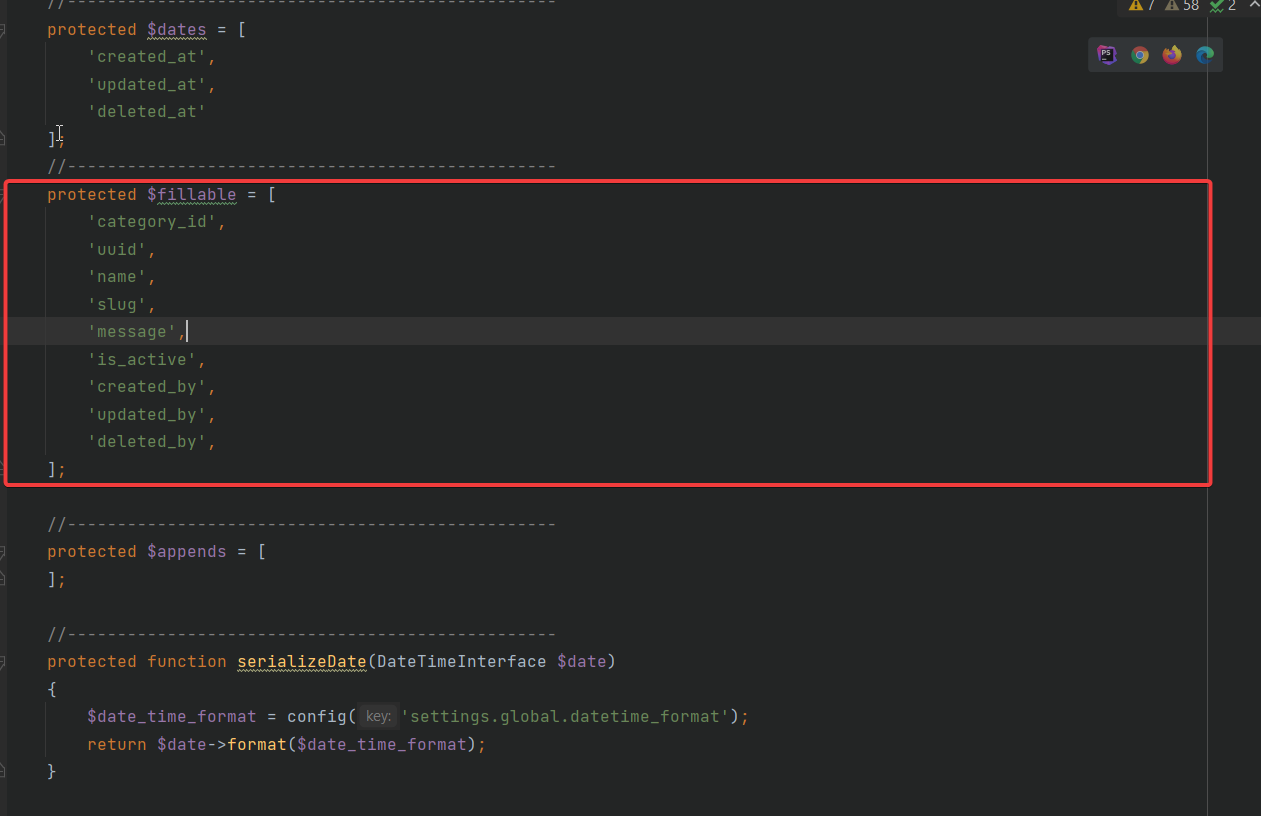 //-------------------------------------------------
7 58 2
protected $dates = [
'created_at',
PS
'updated_at',
'deleted_at'
];
//-------------------------------------------------
protected $fillable = [
'category_id',
'uuid',
'name',
'slug',
'message',
'is_active',
'created_by',
'updated_by',
'deleted_by',
];
//-------------------------------------------------
protected $appends = [
];
//-------------------------------------------------
protected function serializeDate(DateTimeInterface $date)
{
$date_time_format = config( key: 'settings.global.datetime_format');
return $date->format($date_time_format);
}